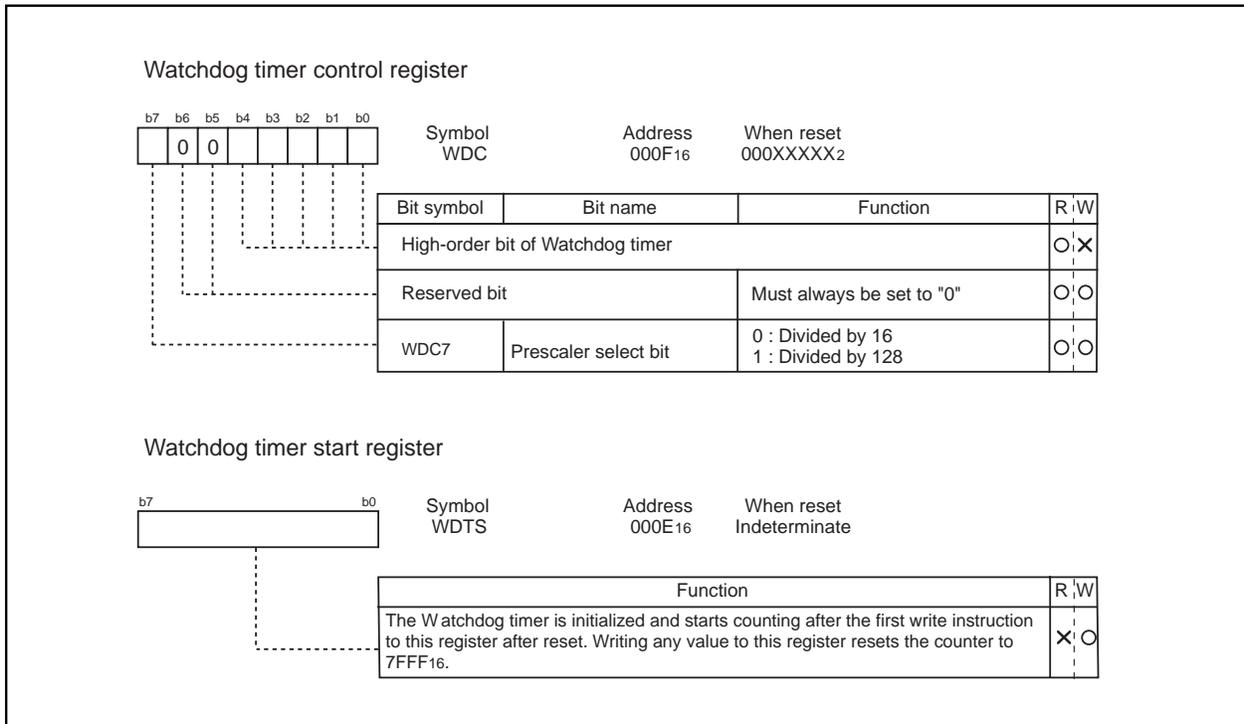 Watchdog timer control register
b7 b6 b5 b4 b3 b2 b1 b0
0 0
Symbol Address When reset
WDC 000F16 000XXXXX2
Bit symbol Bit name Function R W
High-order bit of Watchdog timer
Reserved bit Must always be set to "0"
WDC7 Prescaler select bit 0 : Divided by 16
1 : Divided by 128
Watchdog timer start register
b7 b0
Symbol Address When reset
WDTS 000E16 Indeterminate
Function R W
The W atchdog timer is initialized and starts counting after the first write instruction
to this register after reset. Writing any value to this register resets the counter to
7FFF16.